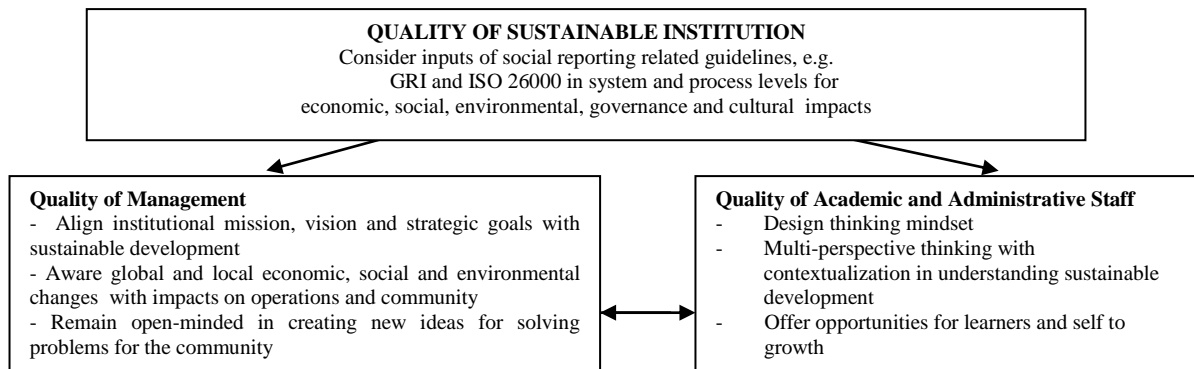 QUALITY OF SUSTAINABLE INSTITUTION
Consider inputs of social reporting related guidelines, e.g.
GRI and ISO 26000 in system and process levels for
economic, social, environmental, governance and cultural impacts
Quality of Management
- Align institutional mission, vision and strategic goals with
sustainable development
- Aware global and local economic, social and environmental
changes with impacts on operations and community
- Remain open-minded in creating new ideas for solving
problems for the community
Quality of Academic and Administrative Staff
- Design thinking mindset
- Multi-perspective thinking with
contextualization in understanding sustainable
development
- Offer opportunities for learners and self to
growth